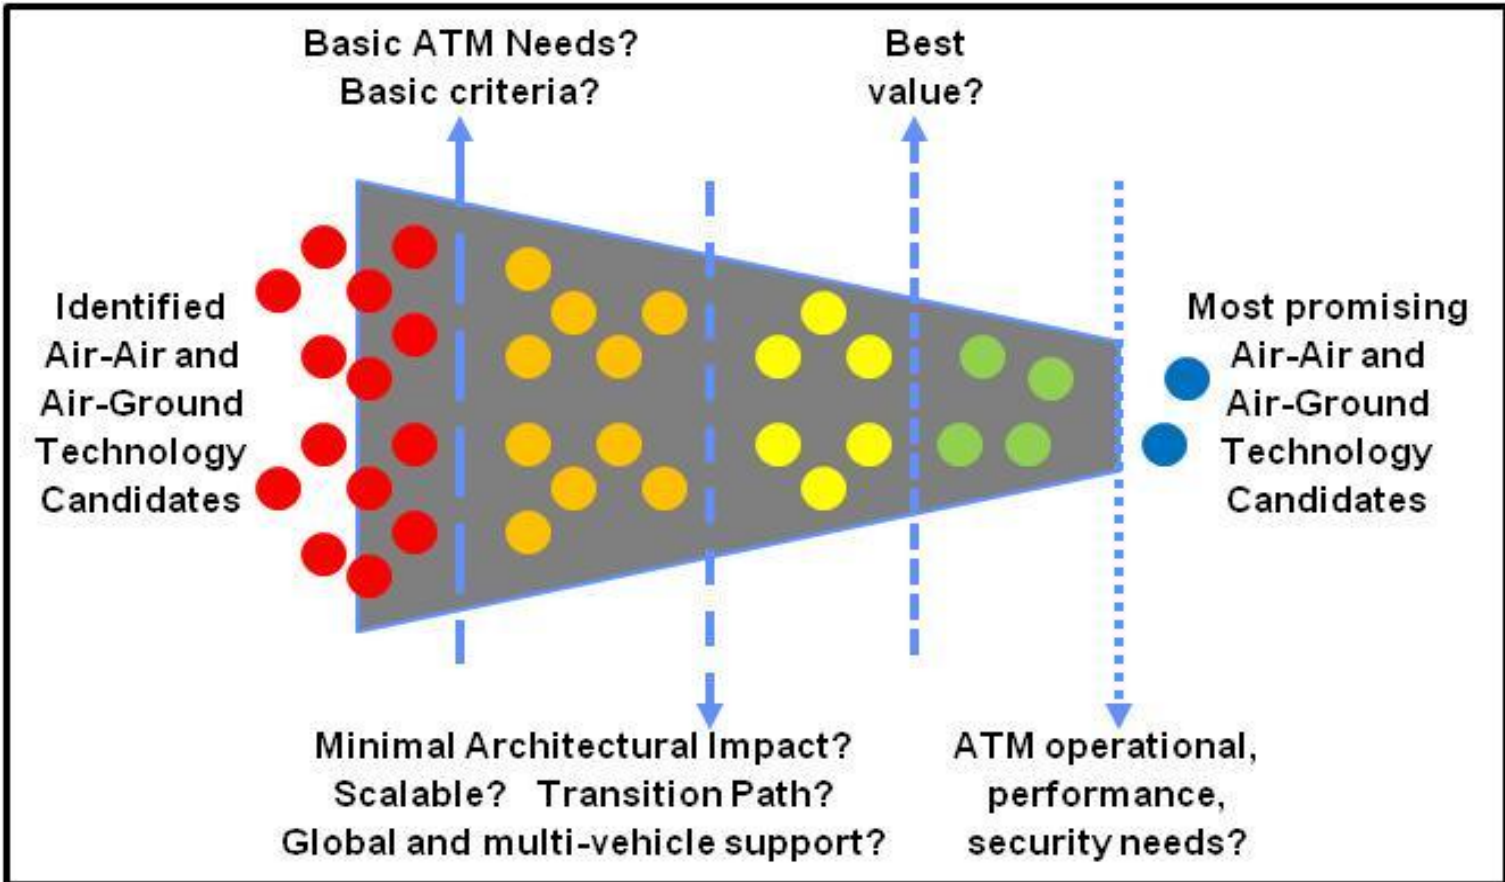 Basic ATM Needs?
Basic criteria?
Best
value?
Identified
Air-Air and
Air-Ground
Technology
Candidates
Most promising
Air-Air and
Air-Ground
Technology
Candidates
Minimal Architectural Impact?
Scalable? Transition Path?
Global and multi-vehicle support?
ATM operational,
performance,
security needs?